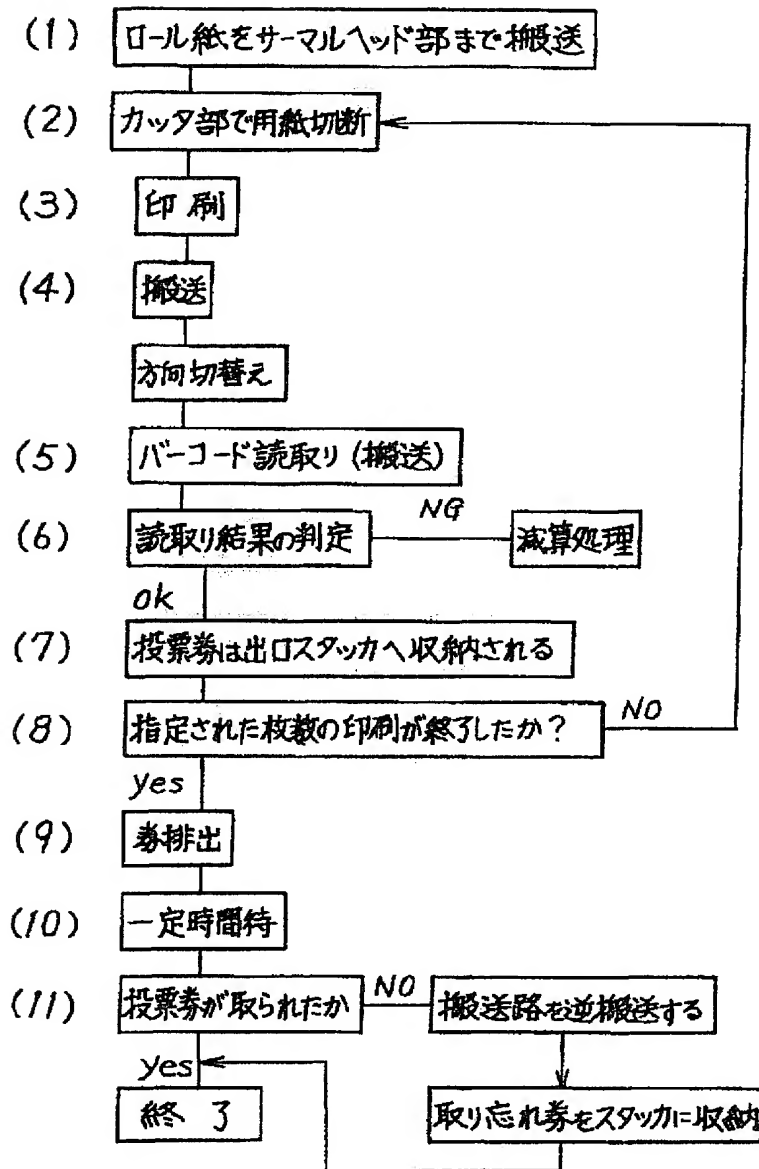 (1) ロール紙をサーマルヘッド部まで搬送
(2) カッタ部で用紙切断
(3) 印刷
(4) 搬送
方向切替え
(5) バーコード読取り(搬送)
(6) 読取り結果の判定 NG 減算処理
ok
(7) 投票券は出口スタッカへ収納される
(8) 指定された枚数の印刷が終了したか? NO
yes
(9) 券排出
(10) 一定時間待
(11) 投票券が取られたか NO 搬送路を逆搬送する
yes
終了 取り忘れ券をスタッカに収納